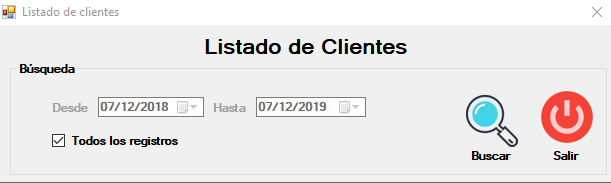 Listado de clientes
Listado de Clientes
Búsqueda
Desde 07/12/2018 Hasta 07/12/2019
Todos los registros
Buscar Salir